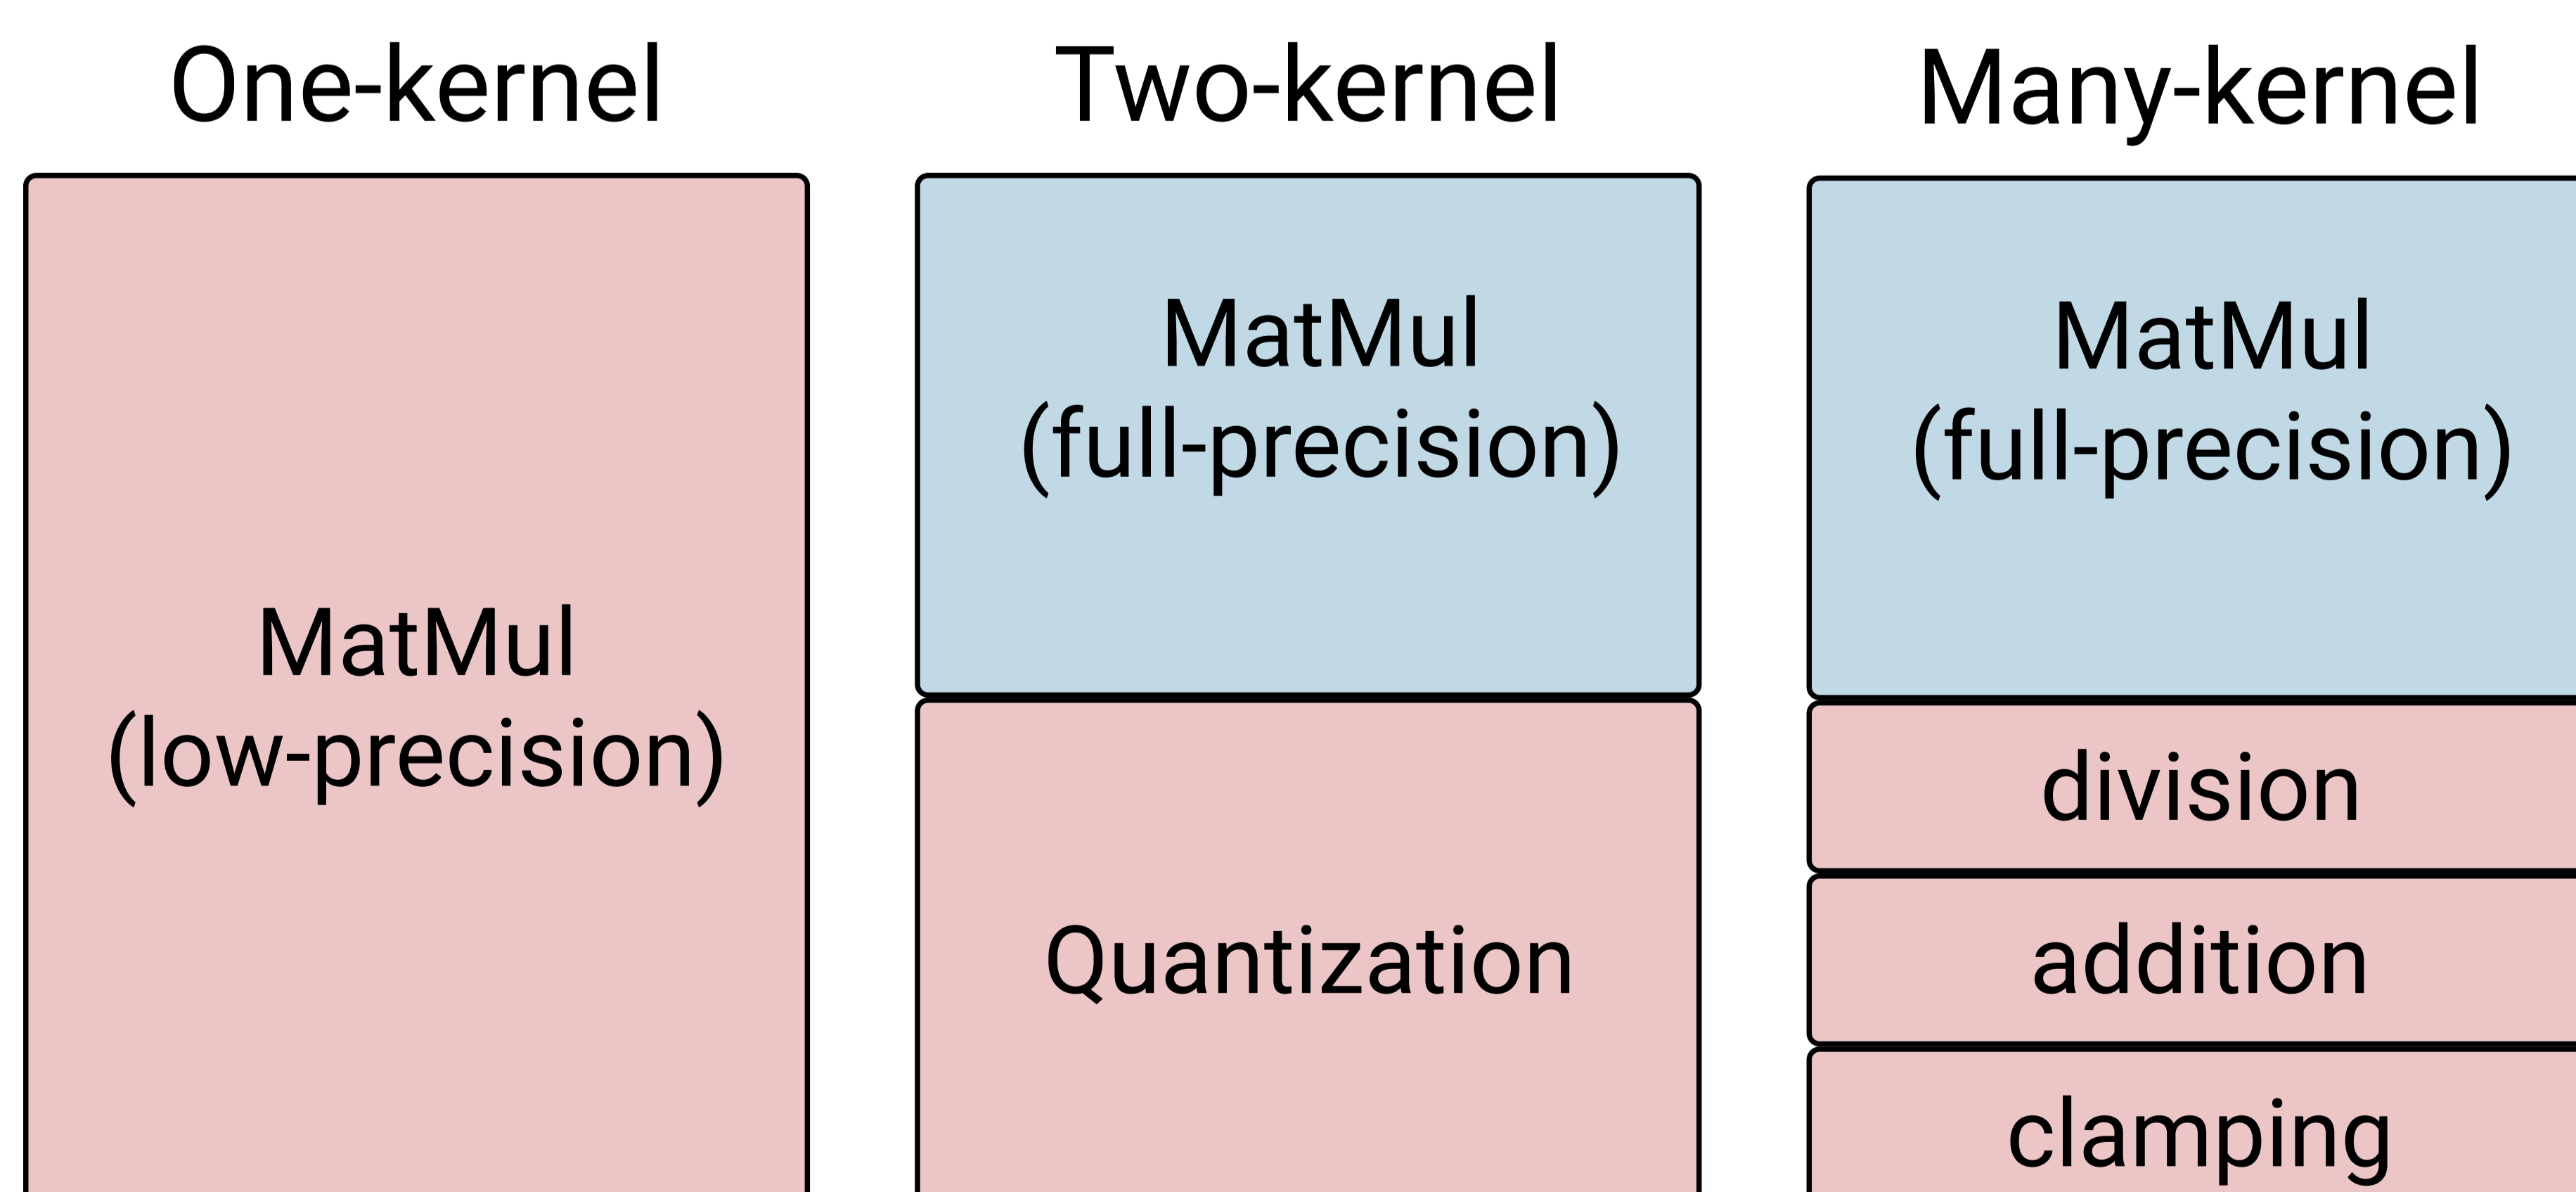 One-kernel
MatMul
(low-precision)
Two-kernel
MatMul
(full-precision)
Quantization
Many-kernel
MatMul
(full-precision)
division
addition
clamping